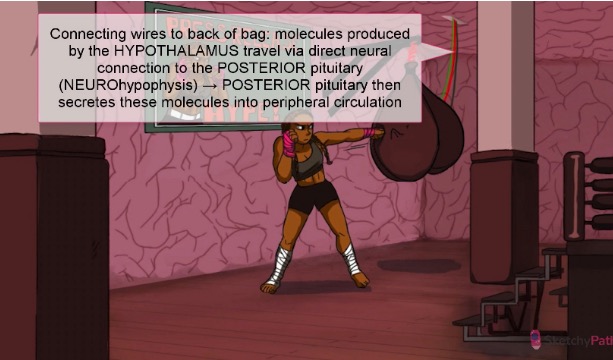 Connecting wires to back of bag: molecules produced
by the HYPOTHALAMUS travel via direct neural
connection to the POSTERIOR pituitary
(NEUROhypophysis) → POSTERIOR pituitary then
secretes these molecules into peripheral circulation
HYPE
SketchyPath